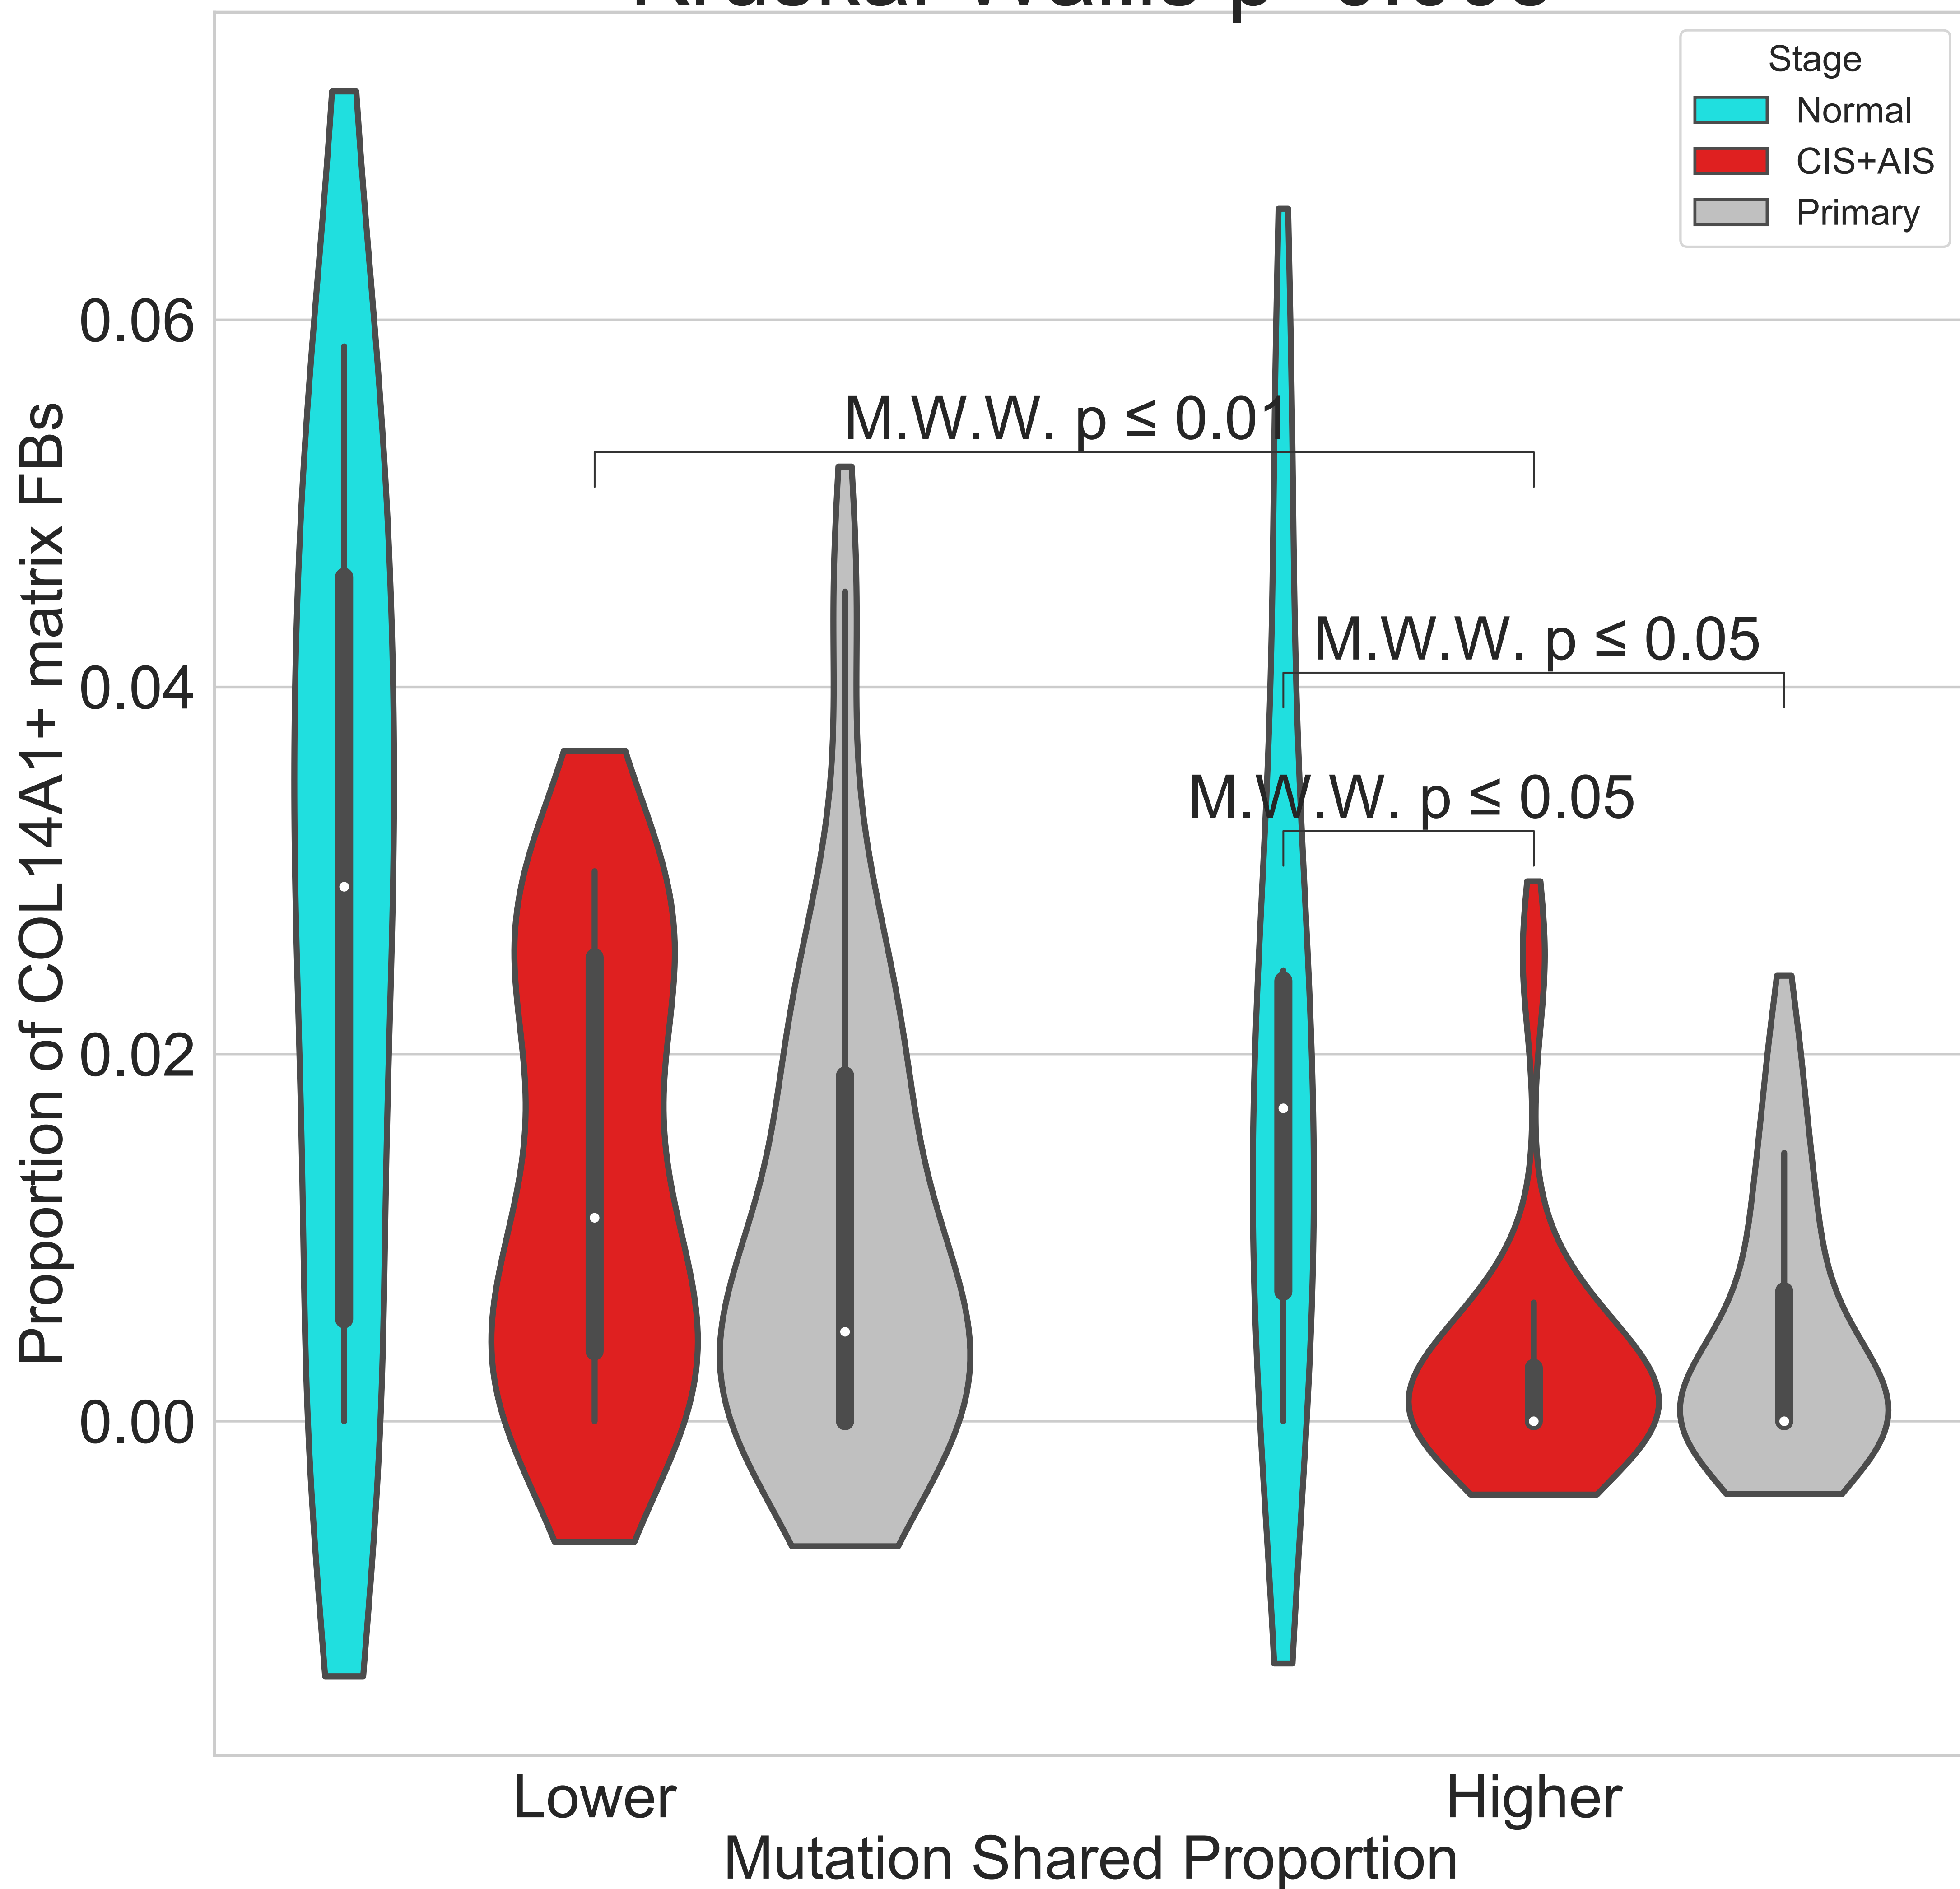 Stage
Normal
CIS+AIS
Primary
0.06
0.04
0.02
0.00
Proportion of COL14A1+ matrix FBs
M.W.W. p ≤ 0.01
M.W.W. p ≤ 0.05
M.W.W. p ≤ 0.05
Lower
Higher
Mutation Shared Proportion